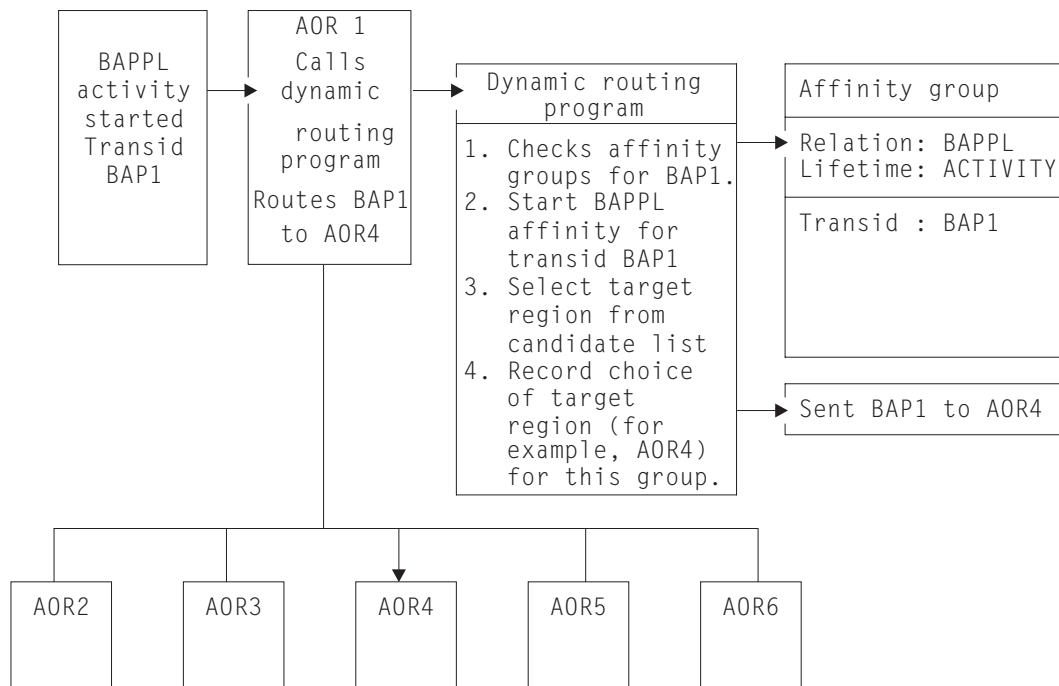 BAPPL
activity
started
Transid
BAP1
AOR 1
Calls
dynamic
routing
program
Routes BAP1
to AOR4
Dynamic routing
program
1. Checks affinity
groups for BAP1.
2. Start BAPPL
affinity for
transid BAP1
3. Select target
region from
candidate list
4. Record choice
of target
region (for
example, AOR4)
for this group.
Affinity group
Relation: BAPPL
Lifetime: ACTIVITY
Transid : BAP1
Sent BAP1 to AOR4
AOR2
AOR3
AOR4
AOR5
AOR6